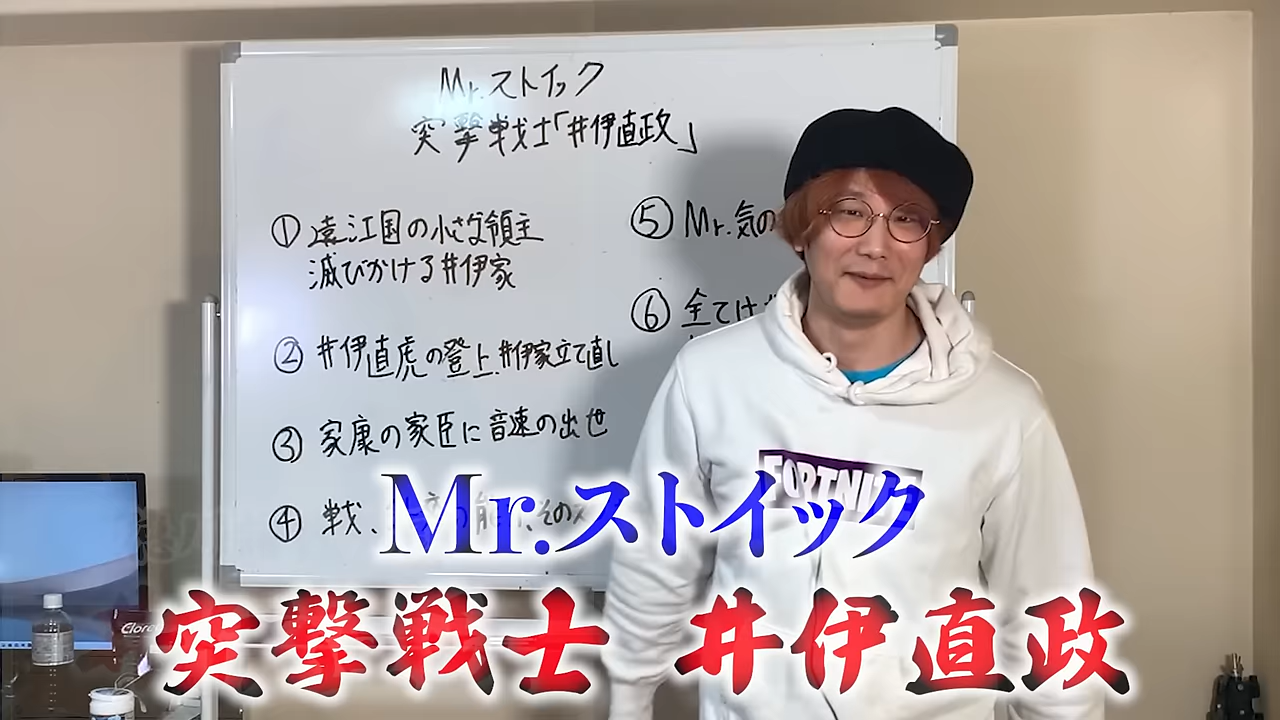 Mr.ストイック
突撃戦士「井伊直政」
① 遠江国の小さな領主
滅びかける井伊家
② 井伊直虎の登上、井伊家立て直し
③ 家康の家臣に音速の出世
④ 戦、
その
⑤ Mr.気の
⑥ 全ては
FORTNITE
Mr.ストイック
突撃戦士 井伊直政